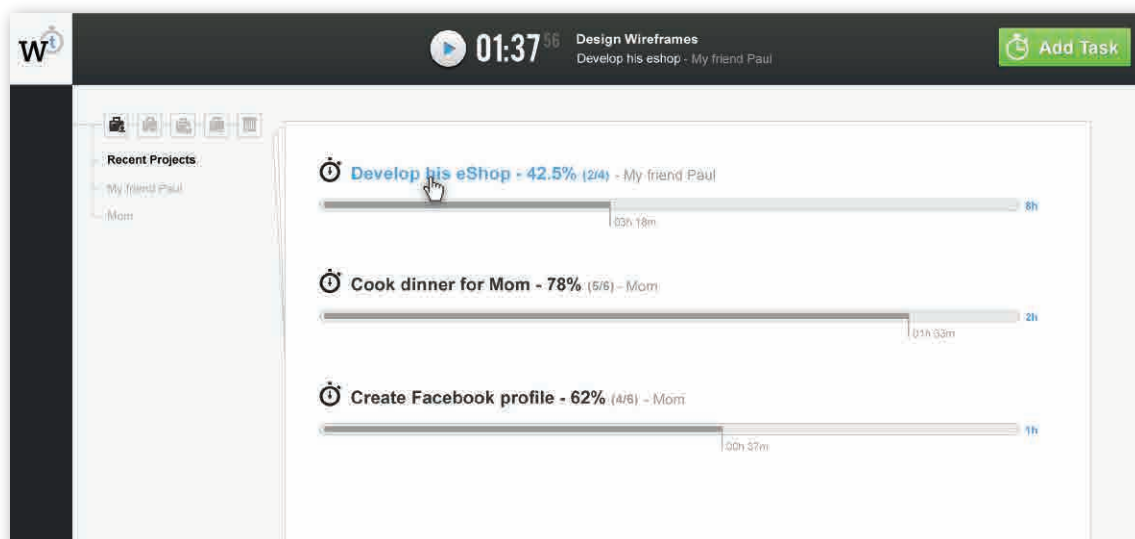 Wt
01:37 56
Design Wireframes
Develop his eshop - My friend Paul
Add Task
Recent Projects
My friend Paul
Mom
Develop his eShop - 42.5% (2/4) - My friend Paul
8h
03h 18m
Cook dinner for Mom - 78% (5/6) - Mom
2h
01h 33m
Create Facebook profile - 62% (4/6) - Mom
1h
00h 37m